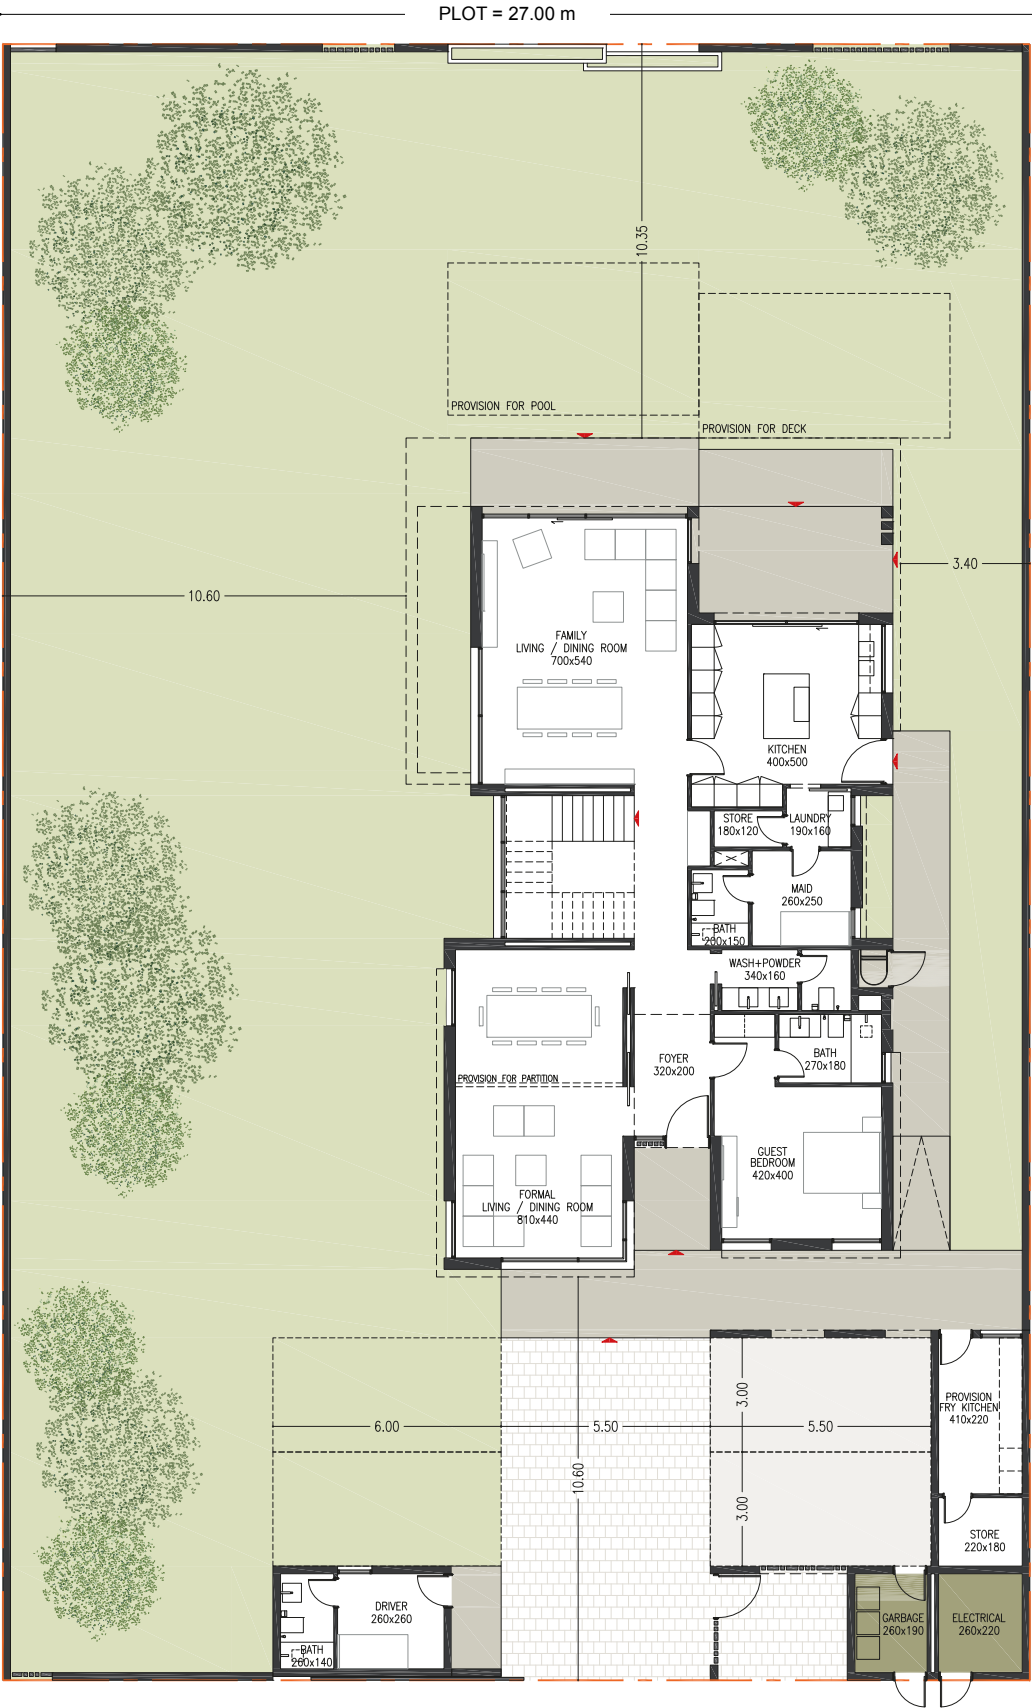 PLOT = 27.00 m
10.35
PROVISION FOR POOL
PROVISION FOR DECK
3.40
10.60
FAMILY
LIVING / DINING ROOM
700x540
KITCHEN
400x500
STORE
180x120
LAUNDRY
190x160
MAID
260x250
BATH
200x150
WASH+POWDER
340x160
FOYER
320x200
BATH
270x180
PROVISION FOR PARTITION
GUEST
BEDROOM
420x400
FORMAL
LIVING / DINING ROOM
810x440
6.00
5.50
5.50
3.00
3.00
10.60
PROVISION
FRY KITCHEN
410x220
STORE
220x180
DRIVER
260x260
BATH
260x140
GARBAGE
260x190
ELECTRICAL
260x220